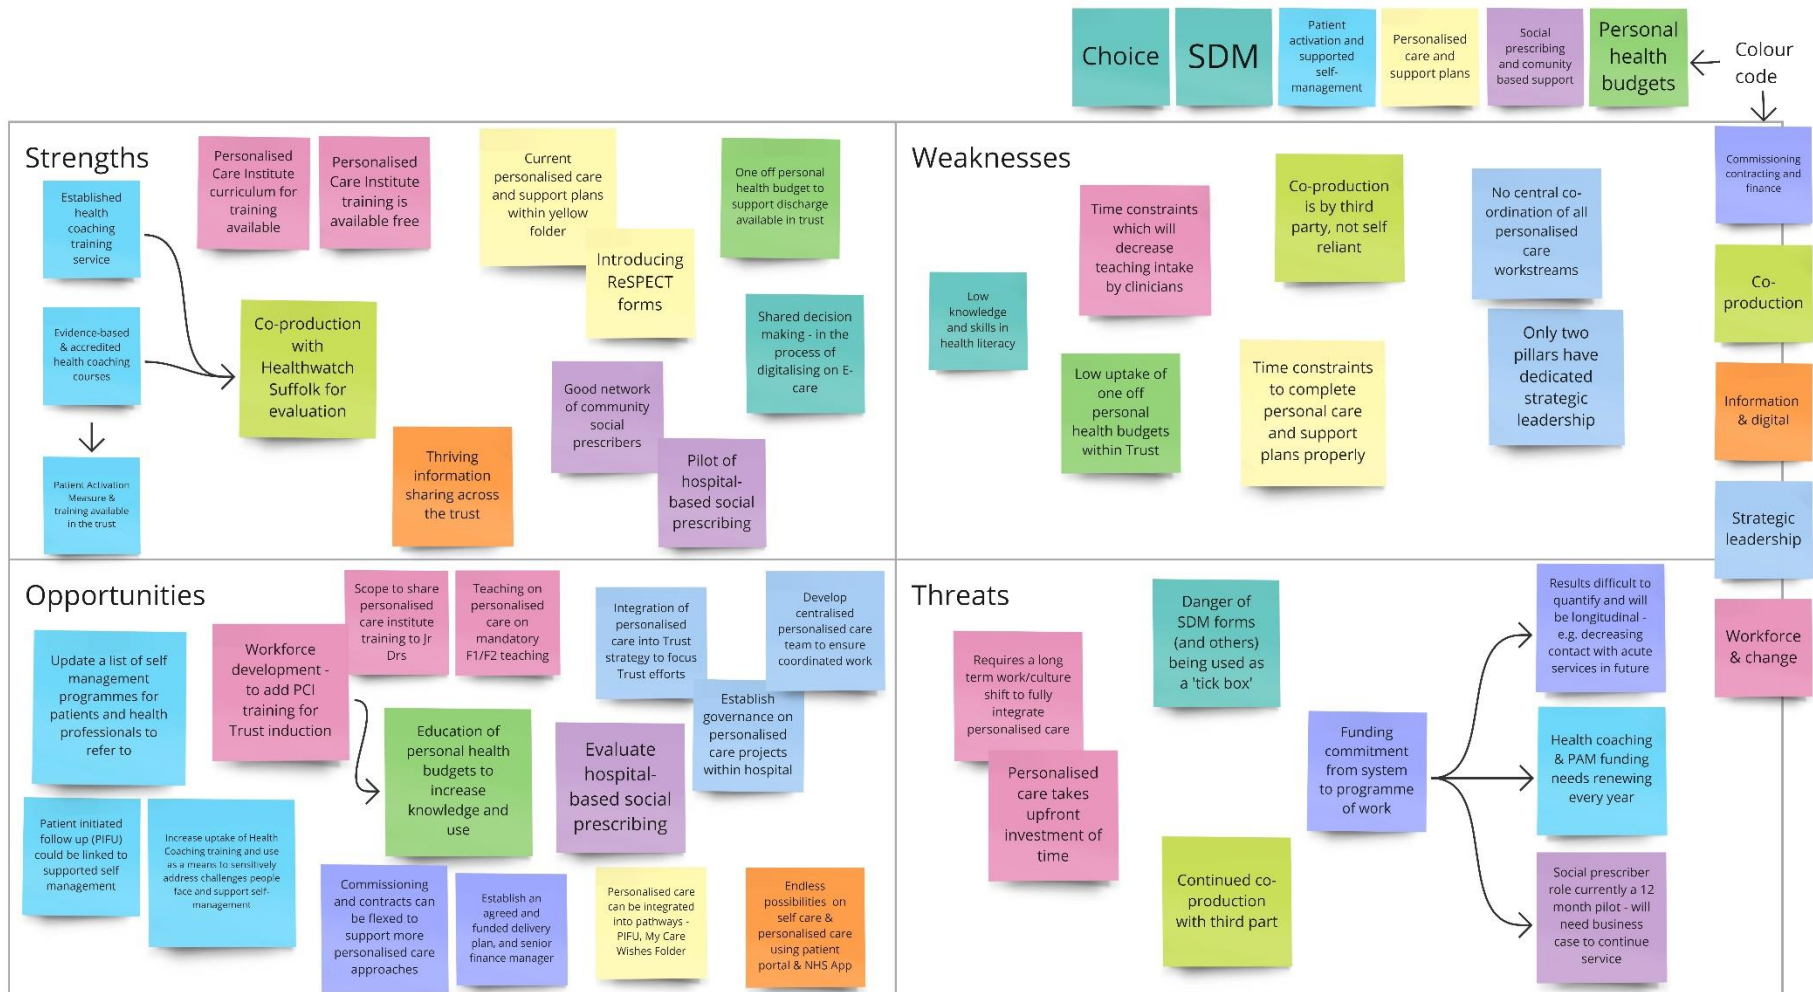 Choice
SDM
Patient
activation and
supported
self-
management
Personalised
care and
support plans
Social
prescribing
and comunity
based support
Personal
health
budgets
Colour
code
Commissioning
contracting and
finance
Co-
production
Information
& digital
Strategic
leadership
Workforce
& change
Strengths
Established
health
coaching
training
service
Evidence-based
& accredited
health coaching
courses
Patient Activation
Measure &
training available
in the trust
Personalised
Care Institute
curriculum for
training
available
Personalised
Care Institute
training is
available free
Co-production
with
Healthwatch
Suffolk for
evaluation
Current
personalised care
and support plans
within yellow
folder
Introducing
ReSPECT
forms
One off personal
health budget to
support discharge
available in trust
Shared decision
making - in the
process of
digitalising on E-
care
Good network
of community
social
prescribers
Pilot of
hospital-
based social
prescribing
Thriving
information
sharing across
the trust
Weaknesses
Low
knowledge
and skills in
health literacy
Time constraints
which will
decrease
teaching intake
by clinicians
Co-production
is by third
party, not self
reliant
No central co-
ordination of all
personalised
care
workstreams
Only two
pillars have
dedicated
strategic
leadership
Low uptake of
one off
personal
health budgets
within Trust
Time constraints
to complete
personal care
and support
plans properly
Opportunities
Update a list of self
management
programmes for
patients and health
professionals to
refer to
Workforce
development -
to add PCI
training for
Trust induction
Scope to share
personalised
care institute
training to Jr
Drs
Teaching on
personalised
care on
mandatory
F1/F2 teaching
Integration of
personalised
care into Trust
strategy to focus
Trust efforts
Develop
centralised
personalised care
team to ensure
coordinated work
Establish
governance on
personalised
care projects
within hospital
Education of
personal health
budgets to
increase
knowledge and
use
Evaluate
hospital-
based social
prescribing
Patient initiated
follow up (PIFU)
could be linked to
supported self
management
Increase uptake of Health
Coaching training and use
as a means to sensitively
address challenges people
face and support self-
management
Commissioning
and contracts can
be flexed to
support more
personalised care
approaches
Establish an
agreed and
funded delivery
plan, and senior
finance manager
Personalised care
can be integrated
into pathways -
PIFU, My Care
Wishes Folder
Endless
possibilities on
self care &
personalised care
using patient
portal & NHS App
Threats
Requires a long
term work/culture
shift to fully
integrate
personalised care
Personalised
care takes
upfront
investment of
time
Danger of
SDM forms
(and others)
being used as
a 'tick box'
Continued co-
production
with third part
Funding
commitment
from system
to programme
of work
Results difficult to
quantify and will
be longitudinal -
e.g. decreasing
contact with acute
services in future
Health coaching
& PAM funding
needs renewing
every year
Social prescriber
role currently a 12
month pilot - will
need business
case to continue
service